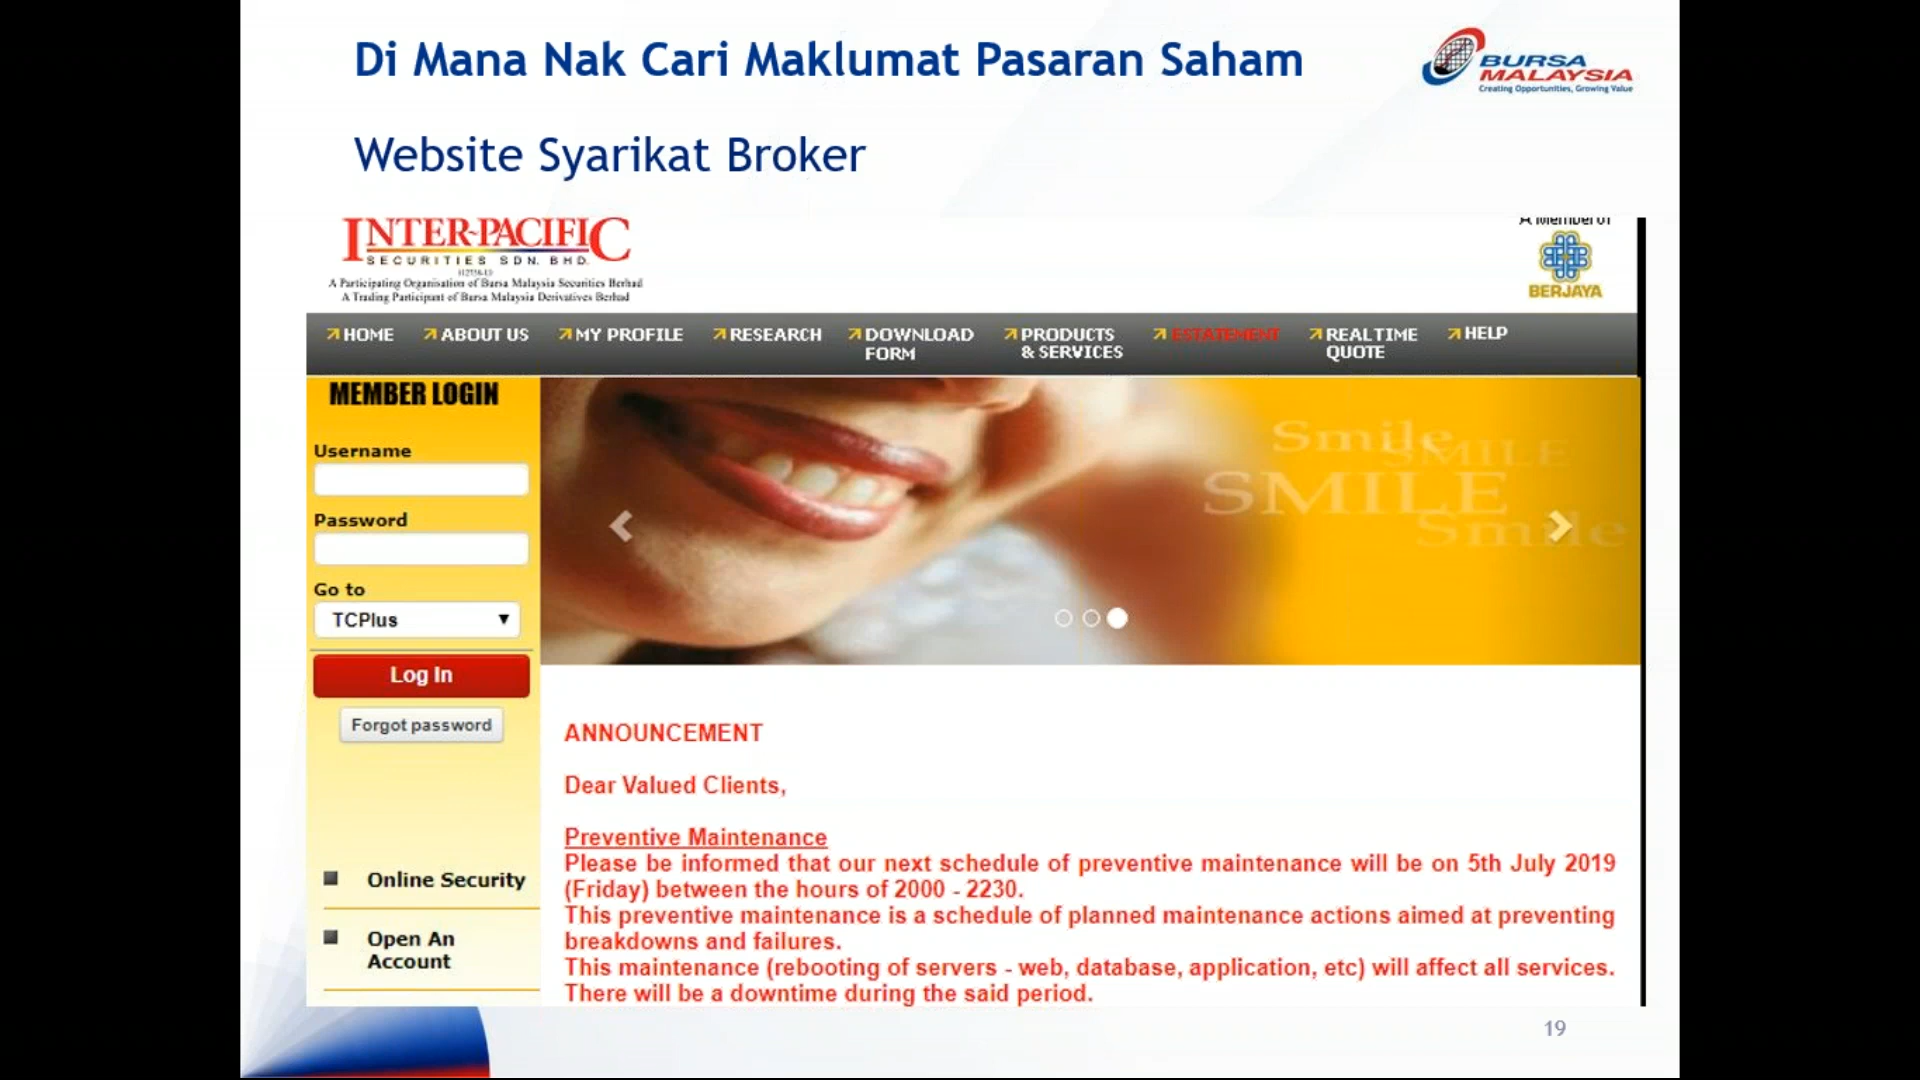 Di Mana Nak Cari Maklumat Pasaran Saham
BURSA
MALAYSIA
Creating Opportunities, Growing Value
Website Syarikat Broker
INTER-PACIFIC
SECURITIES SDN. BHD.
A Participating Organisation of Bursa Malaysia Securities Berhad
A Trading Participant of Bursa Malaysia Derivatives Berhad
A Member of
BERJAYA
HOME ABOUT US MY PROFILE RESEARCH DOWNLOAD FORM PRODUCTS & SERVICES ESTATEMENT REALTIME QUOTE HELP
MEMBER LOGIN
Username
Password
Go to
TCPlus
Log In
Forgot password
Online Security
Open An
Account
Smile
SMILE
SMILE
Smile
ANNOUNCEMENT
Dear Valued Clients,
Preventive Maintenance
Please be informed that our next schedule of preventive maintenance will be on 5th July 2019
(Friday) between the hours of 2000 - 2230.
This preventive maintenance is a schedule of planned maintenance actions aimed at preventing
breakdowns and failures.
This maintenance (rebooting of servers - web, database, application, etc) will affect all services.
There will be a downtime during the said period.
19